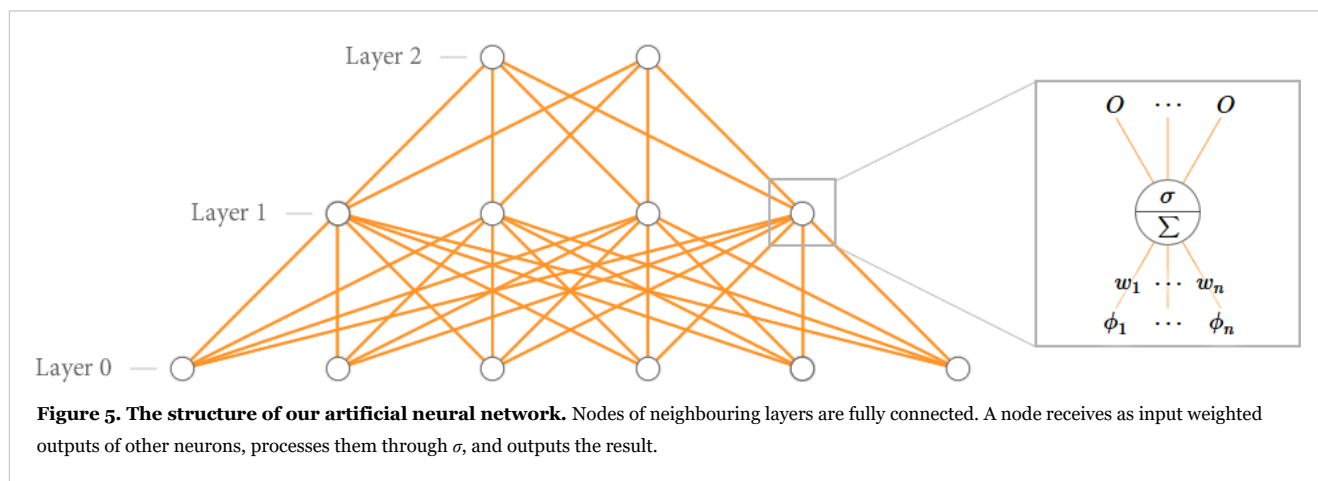 Layer 2
O ⋯ O
σ
Layer 1
∑
w₁ ⋯ wₙ
ϕ₁ ⋯ ϕₙ
Layer 0
Figure 5. The structure of our artificial neural network. Nodes of neighbouring layers are fully connected. A node receives as input weighted
outputs of other neurons, processes them through σ, and outputs the result.